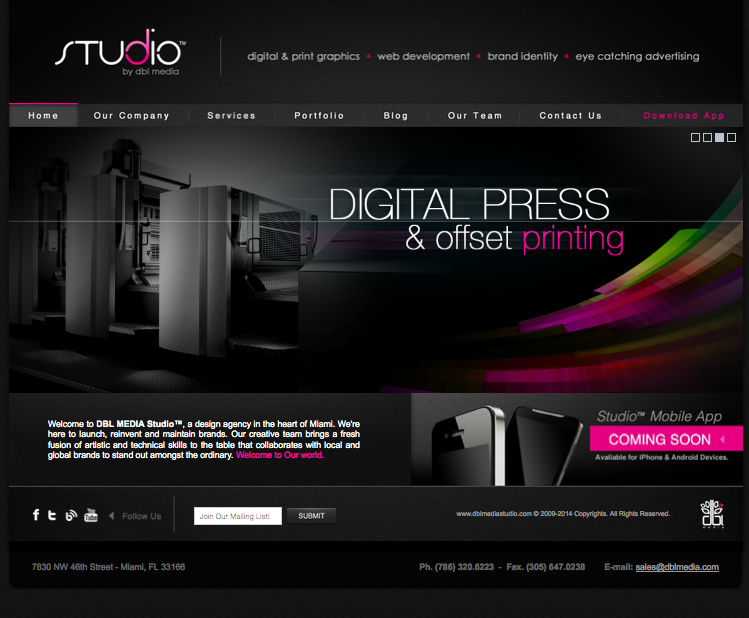 STUdiO™
by dbl media
digital & print graphics + web development + brand identity + eye catching advertising
Home Our Company Services Portfolio Blog Our Team Contact Us Download App
DIGITAL PRESS
& offset printing
Welcome to DBL MEDIA Studio™, a design agency in the heart of Miami. We're
here to launch, reinvent and maintain brands. Our creative team brings a fresh
fusion of artistic and technical skills to the table that collaborates with local and
global brands to stand out amongst the ordinary. Welcome to Our world.
Studio™ Mobile App
COMING SOON
Avaliable for iPhone & Android Devices.
You Tube
Follow Us
Join Our Mailing List!
SUBMIT
www.dblmediastudio.com © 2009-2014 Copyrights. All Rights Reserved.
dbl
MEDIA
7830 NW 46th Street - Miami, FL 33166
Ph. (786) 320.6223 - Fax. (305) 647.0238 E-mail: sales@dblmedia.com